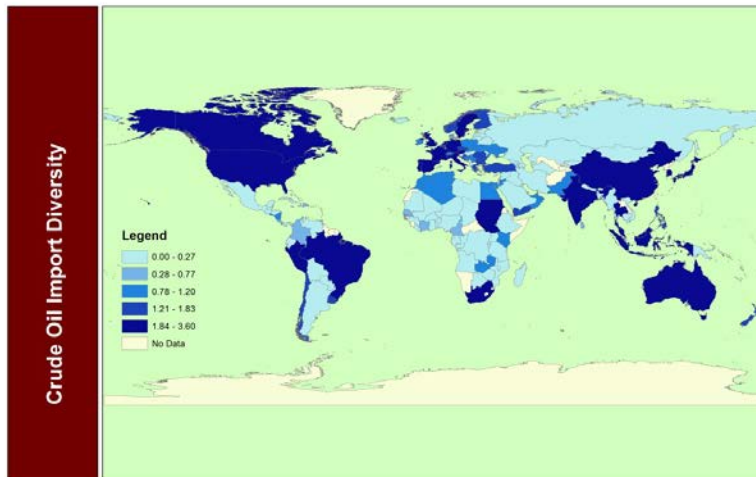 Crude Oil Import Diversity
Legend
0.00 - 0.27
0.28 - 0.77
0.78 - 1.20
1.21 - 1.83
1.84 - 3.60
No Data